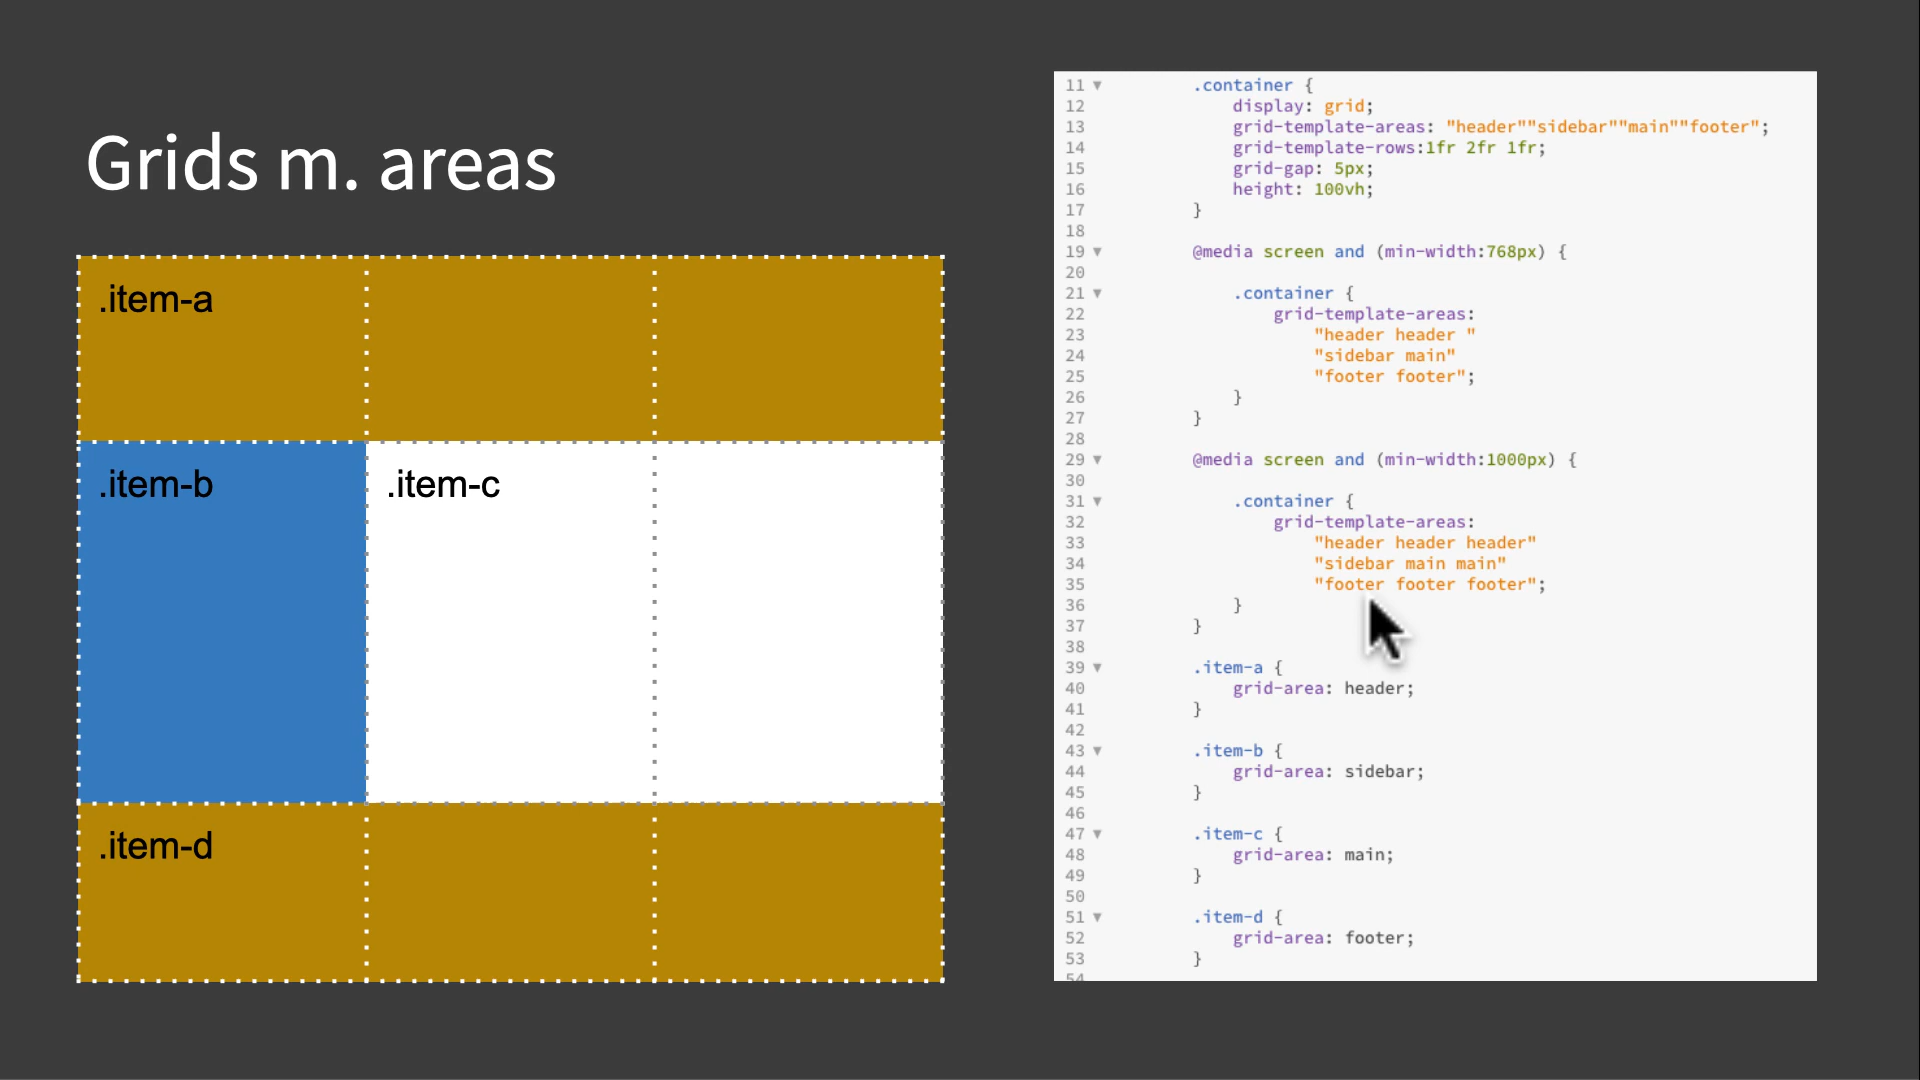 Grids m. areas
.item-a
.item-b
.item-c
.item-d
11 ▼ .container {
12 display: grid;
13 grid-template-areas: "header""sidebar""main""footer";
14 grid-template-rows:1fr 2fr 1fr;
15 grid-gap: 5px;
16 height: 100vh;
17 }
18
19 ▼ @media screen and (min-width:768px) {
20
21 ▼ .container {
22 grid-template-areas:
23 "header header "
24 "sidebar main"
25 "footer footer";
26 }
27 }
28
29 ▼ @media screen and (min-width:1000px) {
30
31 ▼ .container {
32 grid-template-areas:
33 "header header header"
34 "sidebar main main"
35 "footer footer footer";
36 }
37 }
38
39 ▼ .item-a {
40 grid-area: header;
41 }
42
43 ▼ .item-b {
44 grid-area: sidebar;
45 }
46
47 ▼ .item-c {
48 grid-area: main;
49 }
50
51 ▼ .item-d {
52 grid-area: footer;
53 }
54